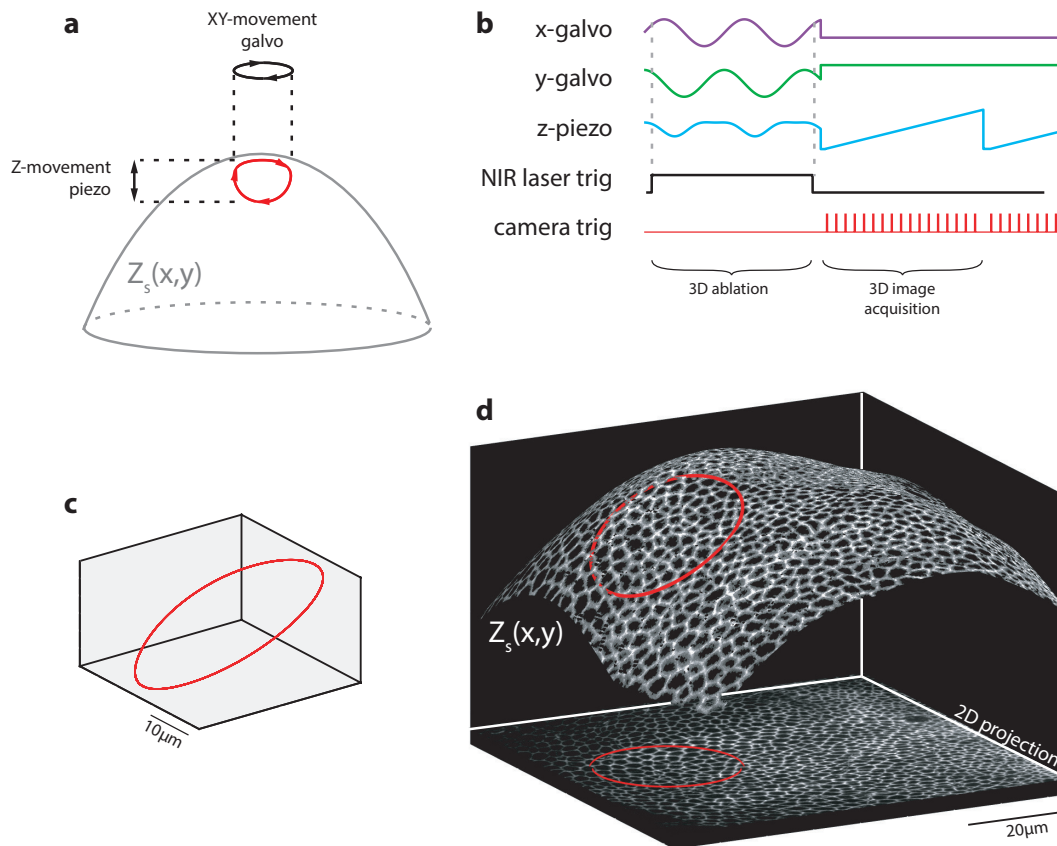 a
XY-movement
galvo
Z-movement
piezo
Zs(x,y)
b
x-galvo
y-galvo
z-piezo
NIR laser trig
camera trig
3D ablation
3D image
acquisition
c
10µm
d
Zs(x,y)
2D projection
20µm